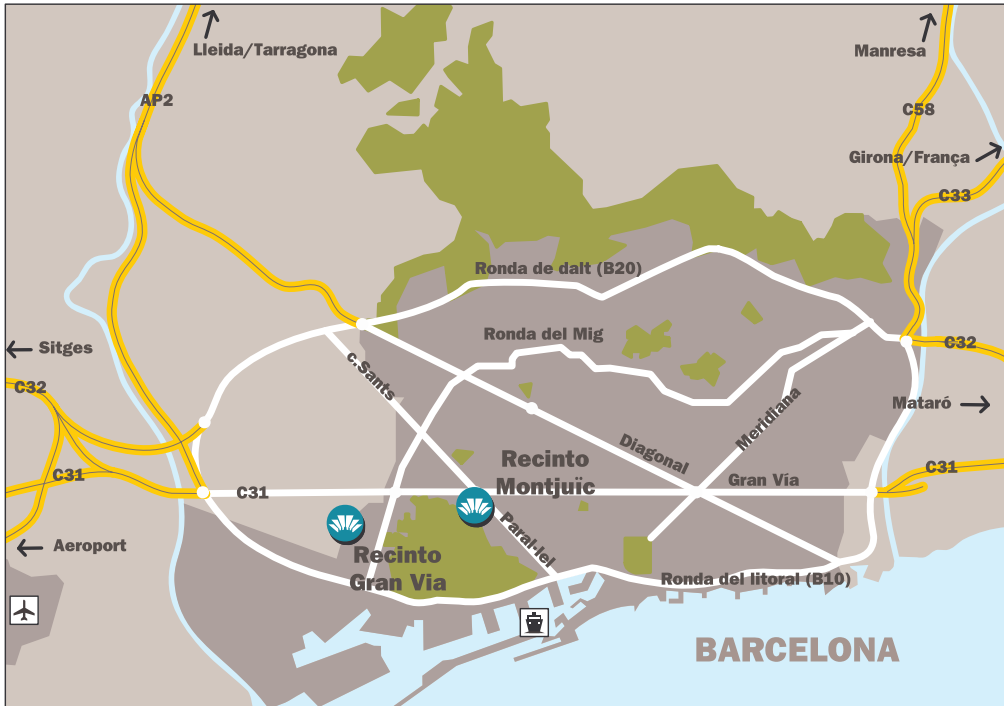 Lleida/Tarragona
Manresa
AP2
C58
Girona/França
C33
Ronda de dalt (B20)
Ronda del Mig
Sitges
C32
C32
c.Sants
Mataró
Meridiana
Diagonal
Recinto
Montjuïc
C31
C31
C31
Gran Vía
Paral·lel
Aeroport
Recinto
Gran Via
Ronda del litoral (B10)
BARCELONA